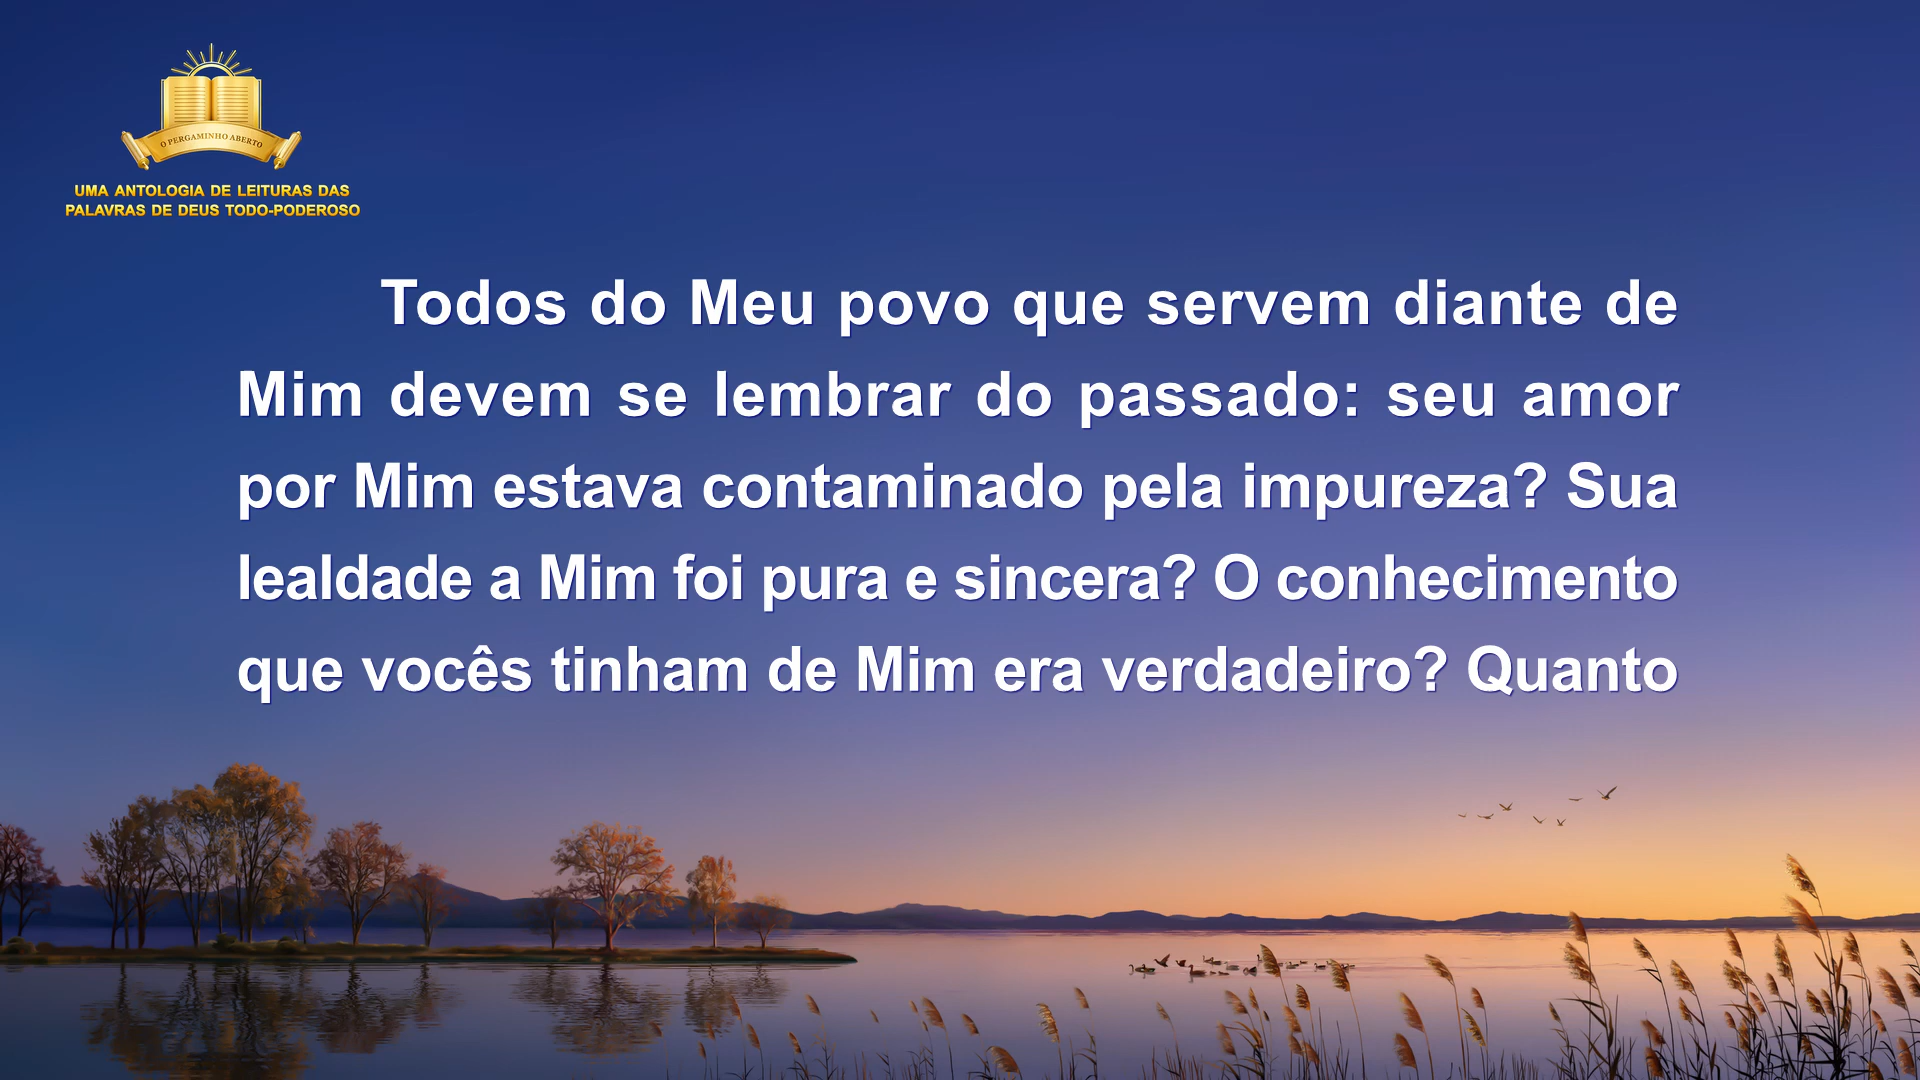 O PERGAMINHO ABERTO
UMA ANTOLOGIA DE LEITURAS DAS
PALAVRAS DE DEUS TODO-PODEROSO
Todos do Meu povo que servem diante de
Mim devem se lembrar do passado: seu amor
por Mim estava contaminado pela impureza? Sua
lealdade a Mim foi pura e sincera? O conhecimento
que vocês tinham de Mim era verdadeiro? Quanto